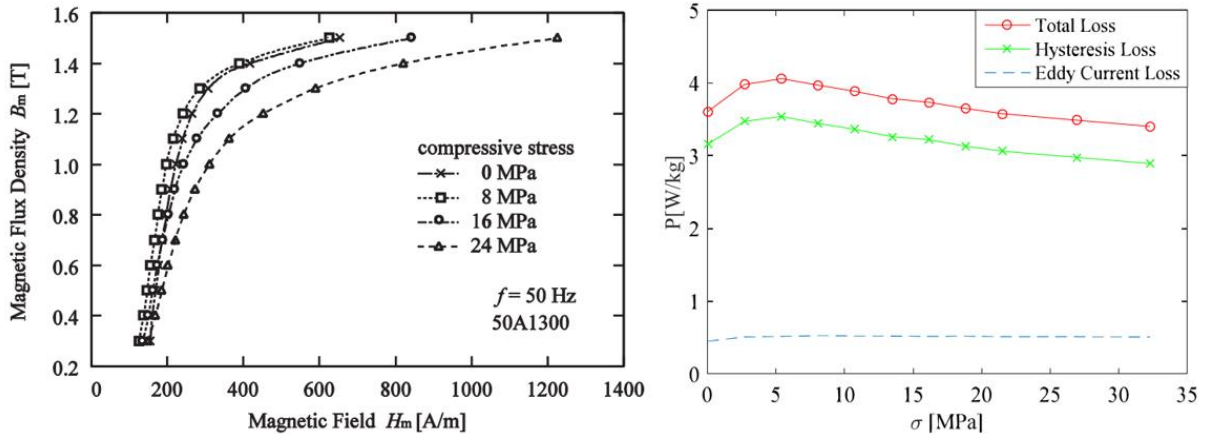 Magnetic Flux Density Bm [T]
1.6
1.4
1.2
1.0
0.8
0.6
0.4
0.2
compressive stress
0 MPa
8 MPa
16 MPa
24 MPa
f = 50 Hz
50A1300
0 200 400 600 800 1000 1200 1400
Magnetic Field Hm [A/m]
P[W/kg]
5
4
3
2
1
0
Total Loss
Hysteresis Loss
Eddy Current Loss
0 5 10 15 20 25 30 35
σ [MPa]